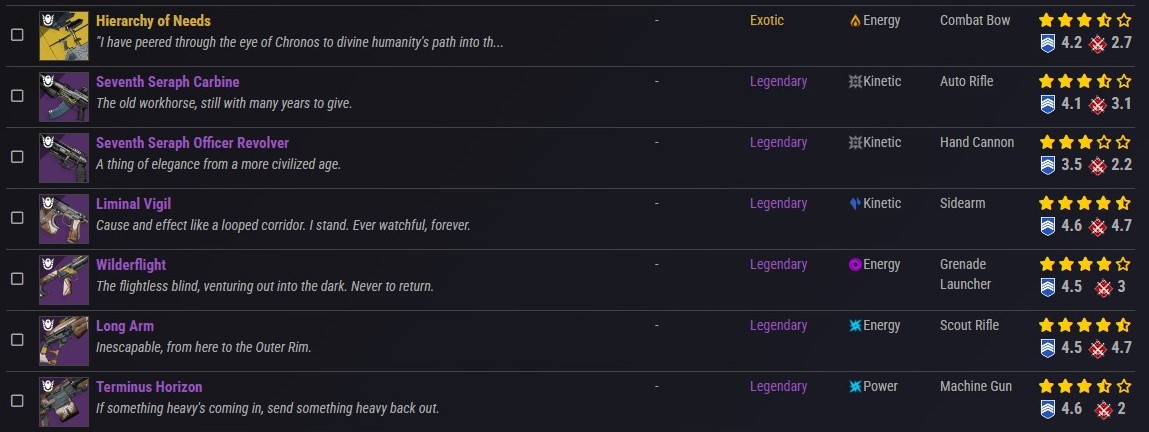 Hierarchy of Needs - Exotic Energy Combat Bow
"I have peered through the eye of Chronos to divine humanity's path into th...
4.2 2.7
Seventh Seraph Carbine - Legendary Kinetic Auto Rifle
The old workhorse, still with many years to give.
4.1 3.1
Seventh Seraph Officer Revolver - Legendary Kinetic Hand Cannon
A thing of elegance from a more civilized age.
3.5 2.2
Liminal Vigil - Legendary Kinetic Sidearm
Cause and effect like a looped corridor. I stand. Ever watchful, forever.
4.6 4.7
Wilderflight - Legendary Energy Grenade
Launcher
The flightless blind, venturing out into the dark. Never to return.
4.5 3
Long Arm - Legendary Energy Scout Rifle
Inescapable, from here to the Outer Rim.
4.5 4.7
Terminus Horizon - Legendary Power Machine Gun
If something heavy's coming in, send something heavy back out.
4.6 2